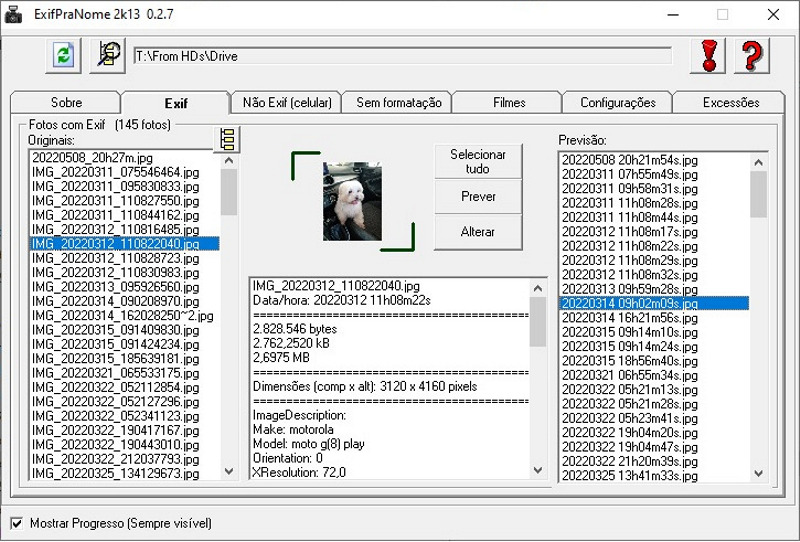 ExifPraNome 2k13 0.2.7
T:\From HDs\Drive
Sobre
Exif
Não Exif (celular)
Sem formatação
Filmes
Configurações
Excessões
Fotos com Exif (145 fotos)
Originais:
20220508_20h27m.jpg
IMG_20220311_075546464.jpg
IMG_20220311_095830833.jpg
IMG_20220311_110827550.jpg
IMG_20220311_110844162.jpg
IMG_20220312_110816485.jpg
IMG_20220312_110822040.jpg
IMG_20220312_110828723.jpg
IMG_20220312_110830983.jpg
IMG_20220313_095926560.jpg
IMG_20220314_090208970.jpg
IMG_20220314_162028250~2.jpg
IMG_20220315_091409830.jpg
IMG_20220315_091424234.jpg
IMG_20220315_185639181.jpg
IMG_20220321_065533175.jpg
IMG_20220322_052112854.jpg
IMG_20220322_052127296.jpg
IMG_20220322_052341123.jpg
IMG_20220322_190417167.jpg
IMG_20220322_190443010.jpg
IMG_20220322_212037793.jpg
IMG_20220325_134129673.jpg
Selecionar
tudo
Prever
Alterar
IMG_20220312_110822040.jpg
Data/hora: 20220312 11h08m22s
2.828.546 bytes
2.762,2520 kB
2,6975 MB
Dimensões (comp x alt): 3120 x 4160 pixels
ImageDescription:
Make: motorola
Model: moto g(8) play
Orientation: 0
XResolution: 72,0
Previsão:
20220508 20h21m54s.jpg
20220311 07h55m49s.jpg
20220311 09h58m31s.jpg
20220311 11h08m28s.jpg
20220311 11h08m44s.jpg
20220312 11h08m17s.jpg
20220312 11h08m22s.jpg
20220312 11h08m29s.jpg
20220312 11h08m32s.jpg
20220313 09h59m28s.jpg
20220314 09h02m09s.jpg
20220314 16h21m56s.jpg
20220315 09h14m10s.jpg
20220315 09h14m24s.jpg
20220315 18h56m40s.jpg
20220321 06h55m34s.jpg
20220322 05h21m13s.jpg
20220322 05h21m28s.jpg
20220322 05h23m41s.jpg
20220322 19h04m20s.jpg
20220322 19h04m47s.jpg
20220322 21h20m39s.jpg
20220325 13h41m33s.jpg
Mostrar Progresso (Sempre visível)